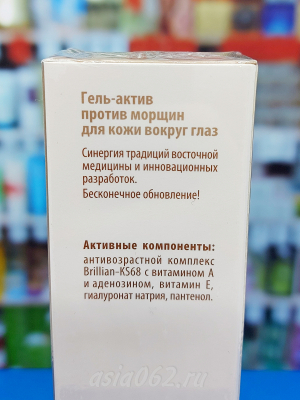 Гель-актив
против морщин
для кожи вокруг глаз
Синергия традиций восточной
медицины и инновационных
разработок.
Бесконечное обновление!
Активные компоненты:
антивозрастной комплекс
Brillian-KS68 с витамином А
и аденозином, витамин Е,
гиалуронат натрия, пантенол.
asia062.ru